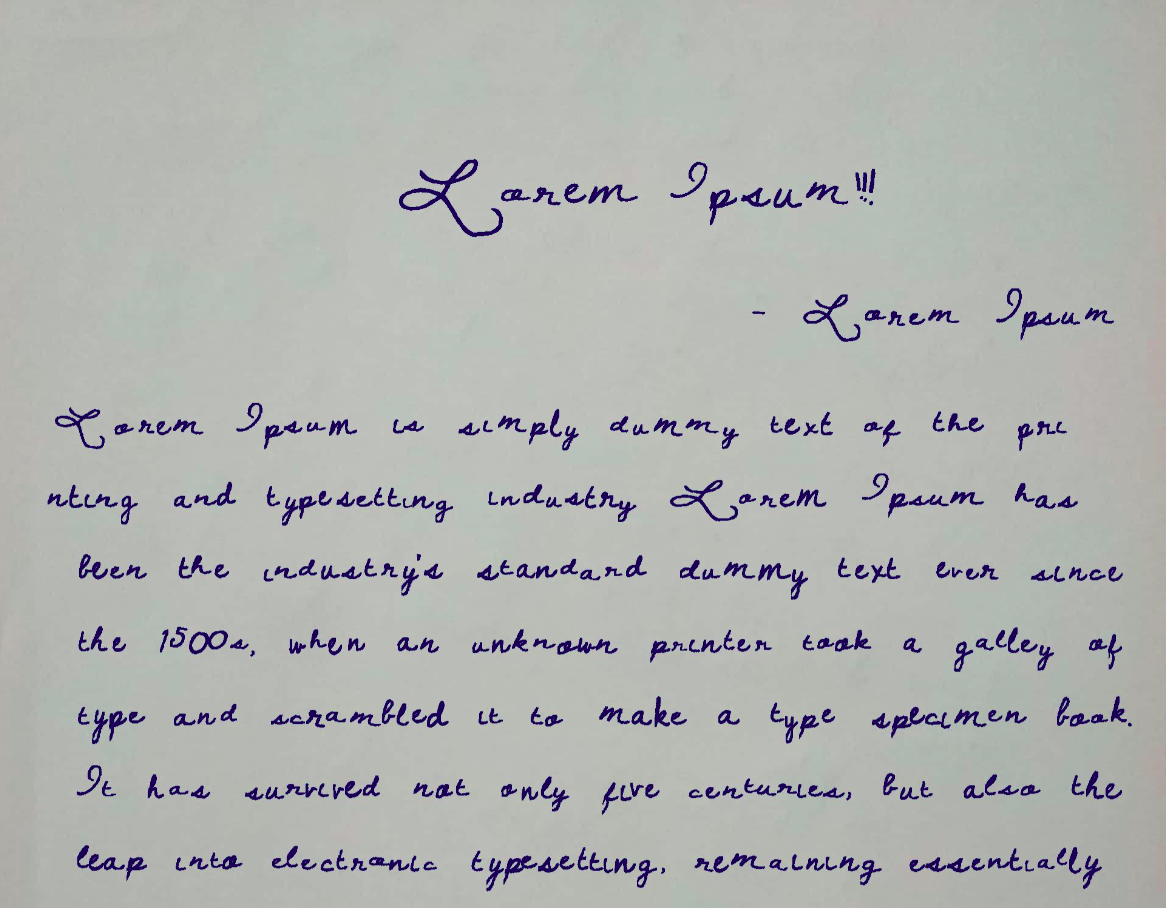 Lorem Ipsum!!!
- Lorem Ipsum
Lorem Ipsum is simply dummy text of the pri
nting and typesetting industry Lorem Ipsum has
been the industry's standard dummy text ever since
the 1500s, when an unknown printer took a galley of
type and scrambled it to make a type specimen book.
It has survived not only five centuries, but also the
leap into electronic typesetting, remaining essentially